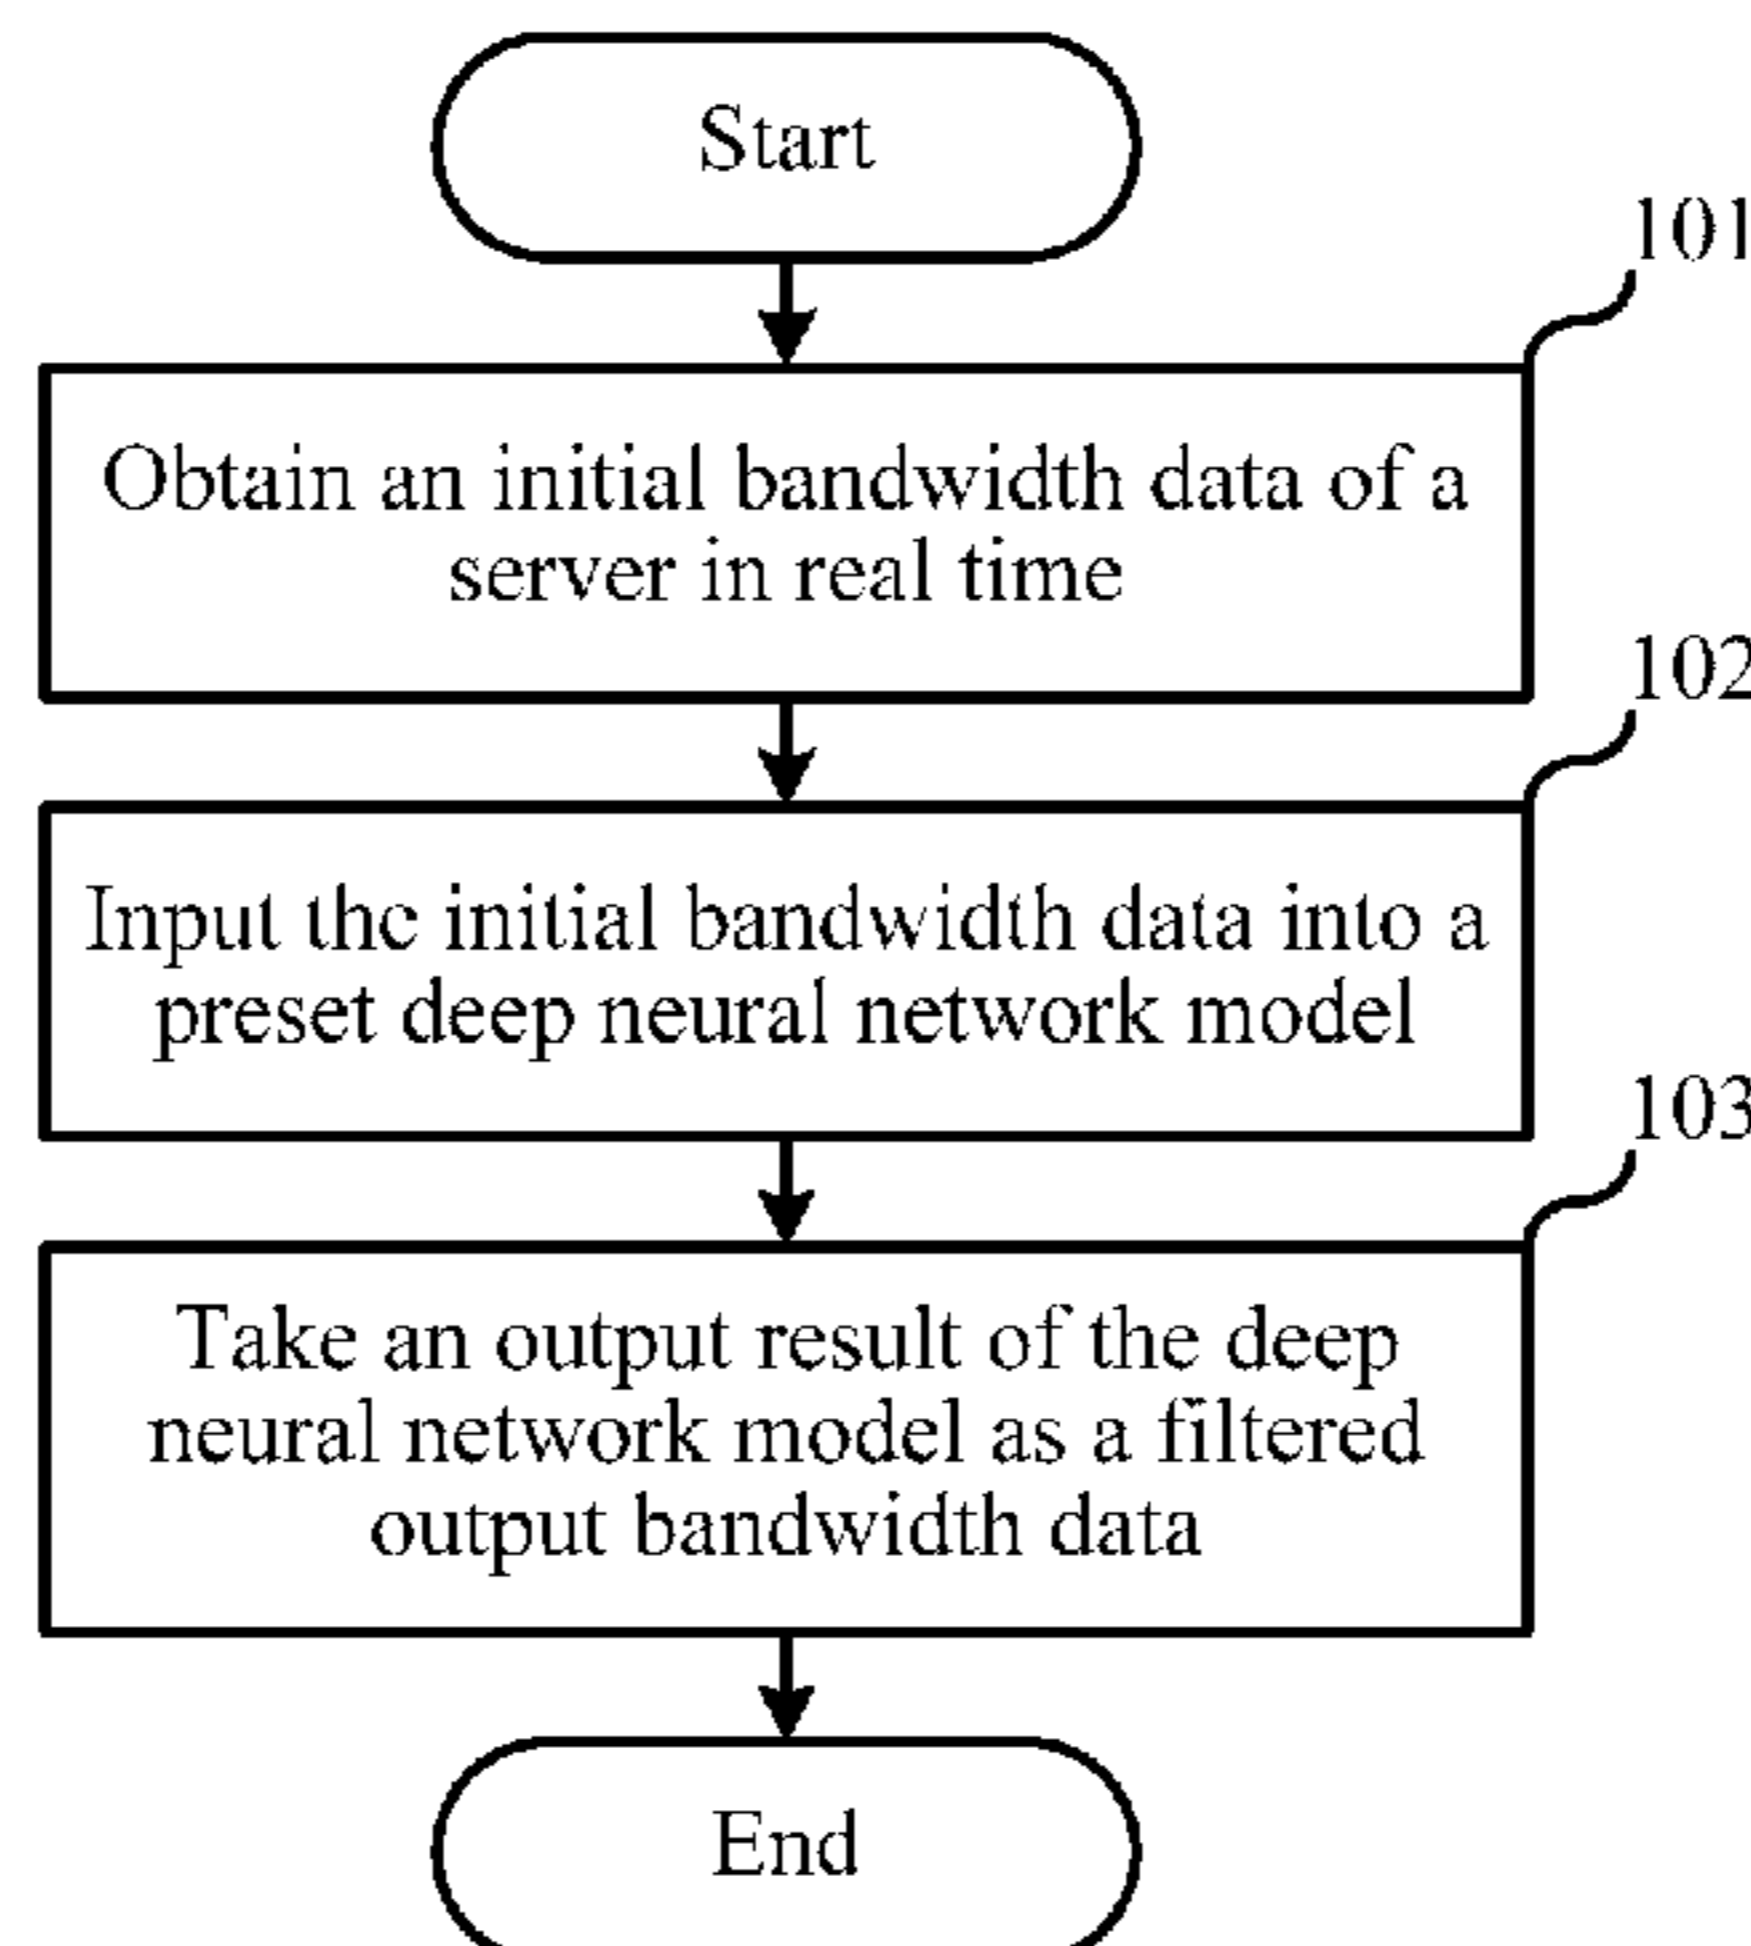 Start
101
Obtain an initial bandwidth data of a
server in real time
102
Input the initial bandwidth data into a
preset deep neural network model
103
Take an output result of the deep
neural network model as a filtered
output bandwidth data
End